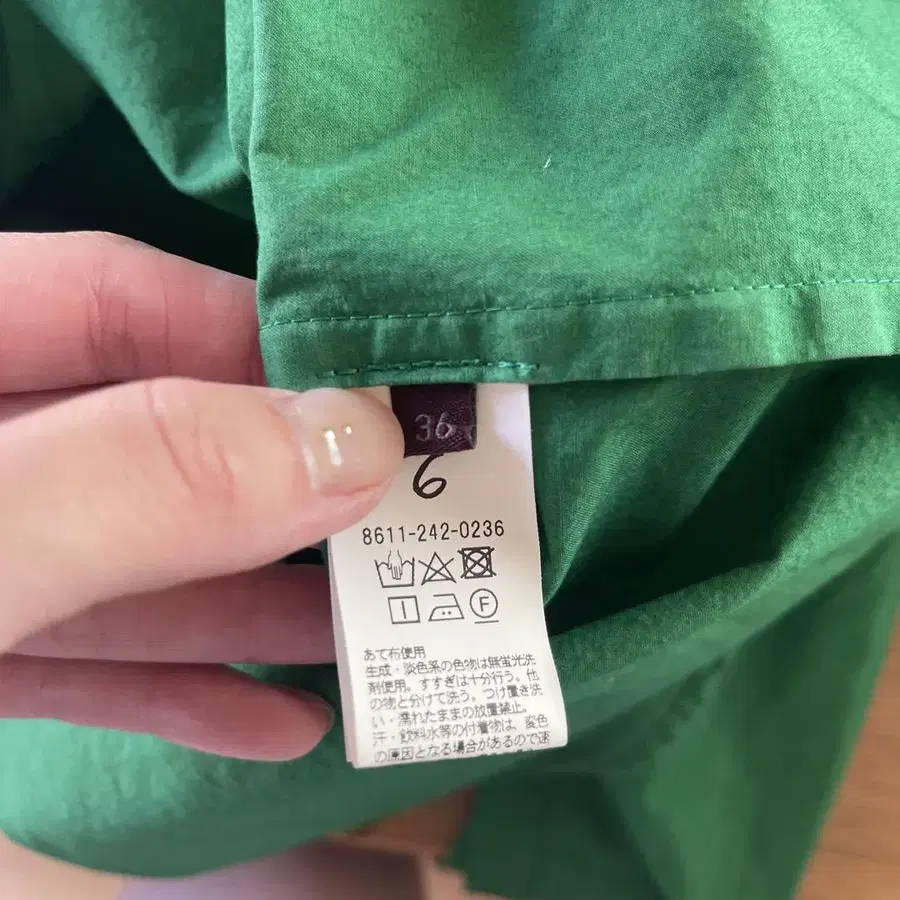 36
6
8611-242-0236
F
あて布使用
生成・淡色系の色物は無蛍光洗
剤使用。すすぎは十分行う。他
の物と分けて洗う。つけ置き洗
い・濡れたままの放置禁止。
汗・飲料水等の付着物は、変色
の原因となる場合があるので速